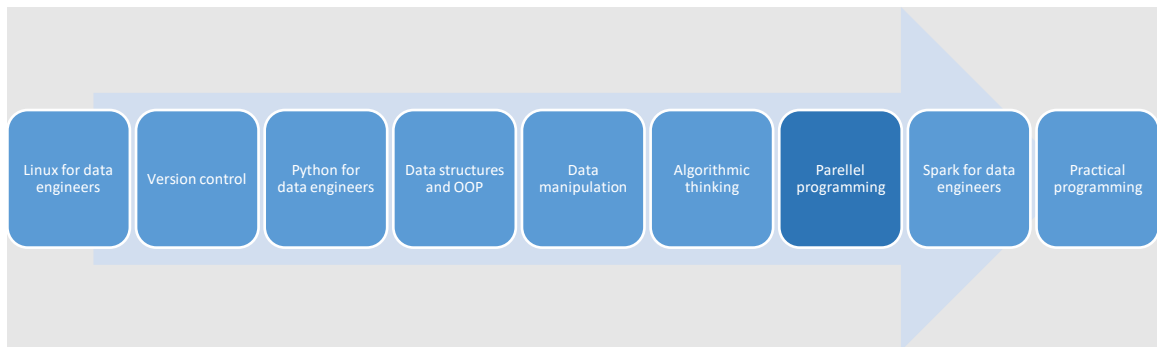 Linux for data
engineers
Version control
Python for
data engineers
Data structures
and OOP
Data
manipulation
Algorithmic
thinking
Parellel
programming
Spark for data
engineers
Practical
programming